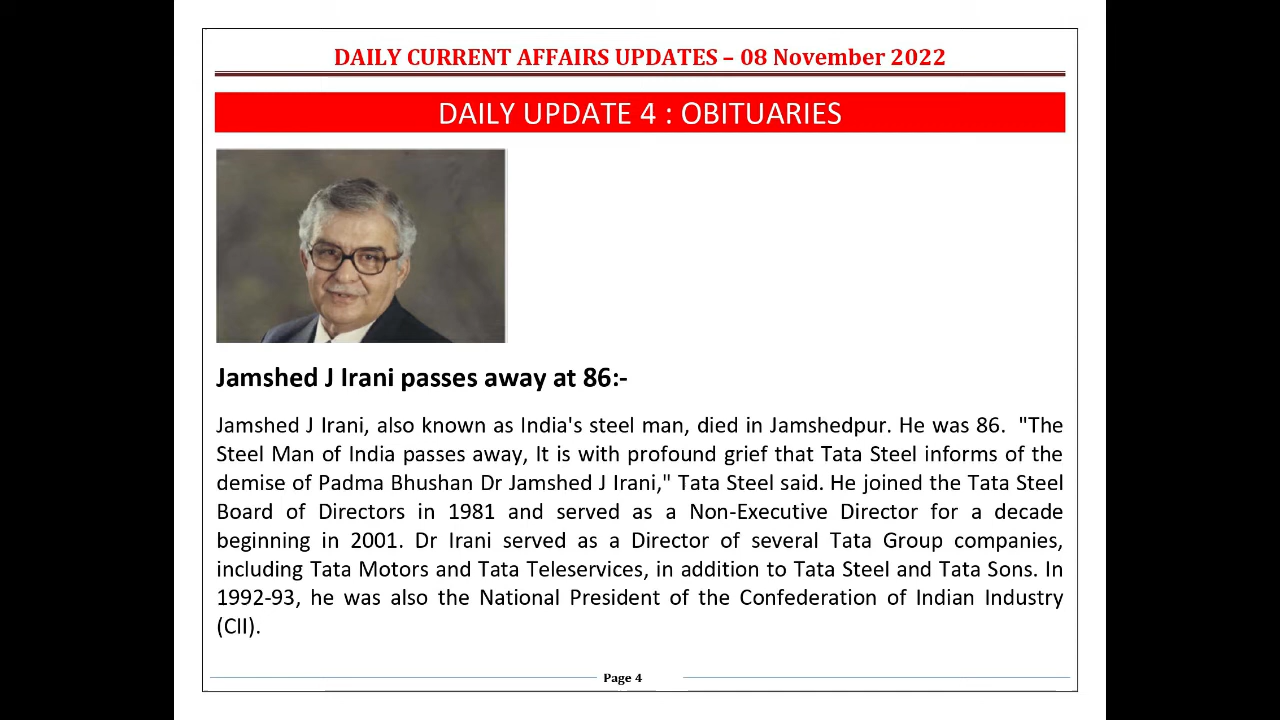 DAILY CURRENT AFFAIRS UPDATES – 08 November 2022
DAILY UPDATE 4 : OBITUARIES
Jamshed J Irani passes away at 86:-
Jamshed J Irani, also known as India's steel man, died in Jamshedpur. He was 86. "The
Steel Man of India passes away, It is with profound grief that Tata Steel informs of the
demise of Padma Bhushan Dr Jamshed J Irani," Tata Steel said. He joined the Tata Steel
Board of Directors in 1981 and served as a Non-Executive Director for a decade
beginning in 2001. Dr Irani served as a Director of several Tata Group companies,
including Tata Motors and Tata Teleservices, in addition to Tata Steel and Tata Sons. In
1992-93, he was also the National President of the Confederation of Indian Industry
(CII).
Page 4